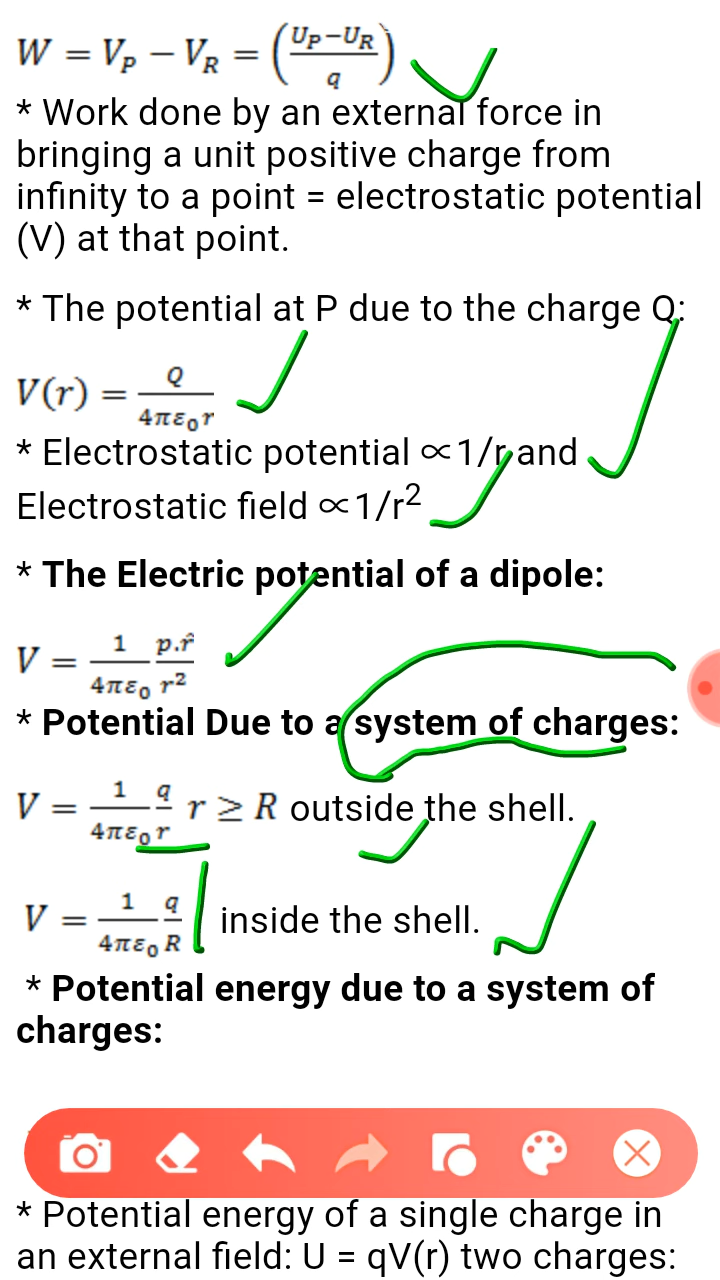 W = V_P − V_R = (U_P−U_R / q)
* Work done by an external force in
bringing a unit positive charge from
infinity to a point = electrostatic potential
(V) at that point.
* The potential at P due to the charge Q:
V(r) = Q / 4πε₀r
* Electrostatic potential ∝1/r and
Electrostatic field ∝1/r²
* The Electric potential of a dipole:
V = 1/4πε₀ p.r̂/r²
* Potential Due to a system of charges:
V = 1/4πε₀ q/r r ≥ R outside the shell.
V = 1/4πε₀ q/R inside the shell.
* Potential energy due to a system of
charges:
* Potential energy of a single charge in
an external field: U = qV(r) two charges: